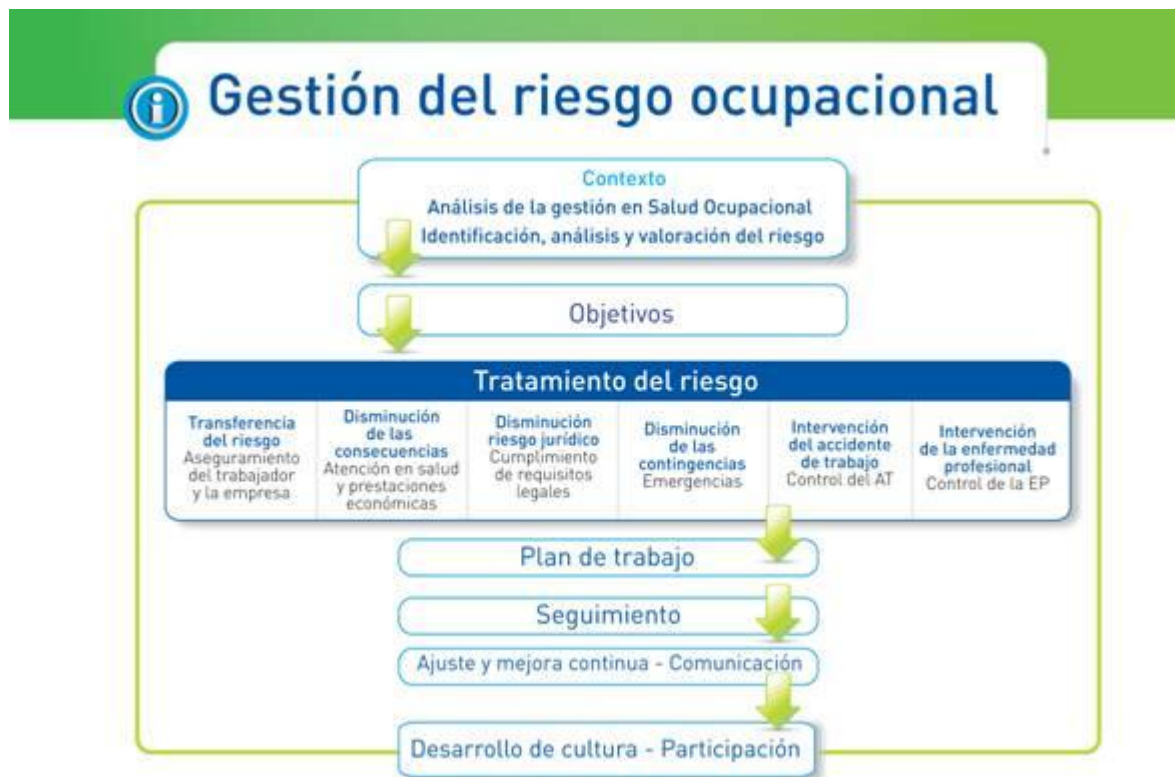 Gestión del riesgo ocupacional
Contexto
Análisis de la gestión en Salud Ocupacional
Identificación, análisis y valoración del riesgo
Objetivos
Tratamiento del riesgo
Transferencia
del riesgo
Aseguramiento
del trabajador
y la empresa
Disminución
de las
consecuencias
Atención en salud
y prestaciones
económicas
Disminución
riesgo jurídico
Cumplimiento
de requisitos
legales
Disminución
de las
contingencias
Emergencias
Intervención
del accidente
de trabajo
Control del AT
Intervención
de la enfermedad
profesional
Control de la EP
Plan de trabajo
Seguimiento
Ajuste y mejora continua - Comunicación
Desarrollo de cultura - Participación